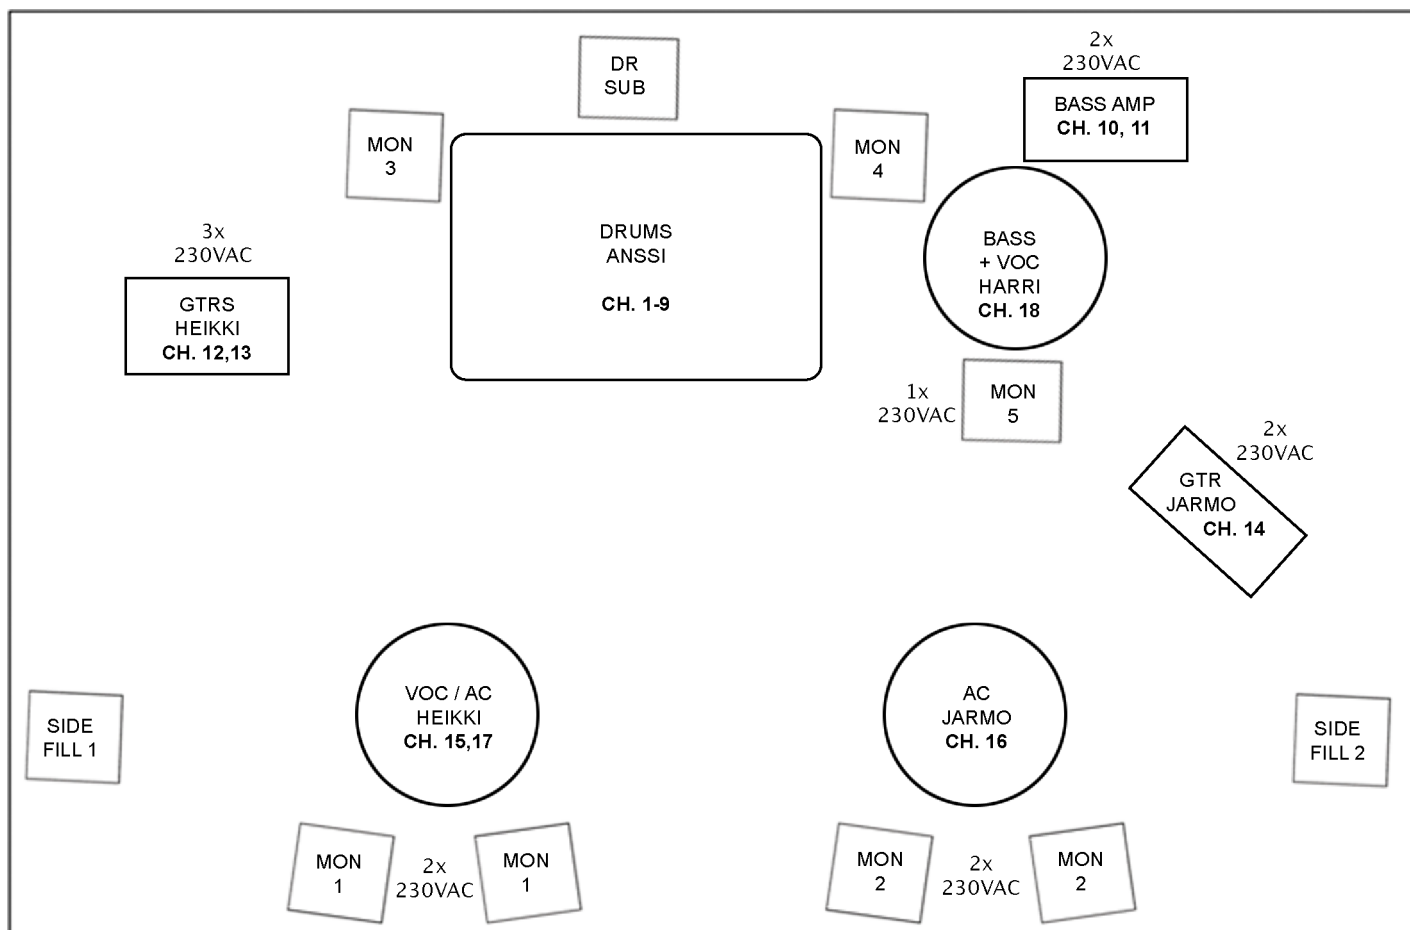 DR
SUB
2x
230VAC
BASS AMP
CH. 10, 11
MON
3
MON
4
DRUMS
ANSSI
CH. 1-9
BASS
+ VOC
HARRI
CH. 18
3x
230VAC
GTRS
HEIKKI
CH. 12,13
1x
230VAC
MON
5
2x
230VAC
GTR
JARMO
CH. 14
SIDE
FILL 1
VOC / AC
HEIKKI
CH. 15,17
AC
JARMO
CH. 16
SIDE
FILL 2
MON
1
2x
230VAC
MON
1
MON
2
2x
230VAC
MON
2